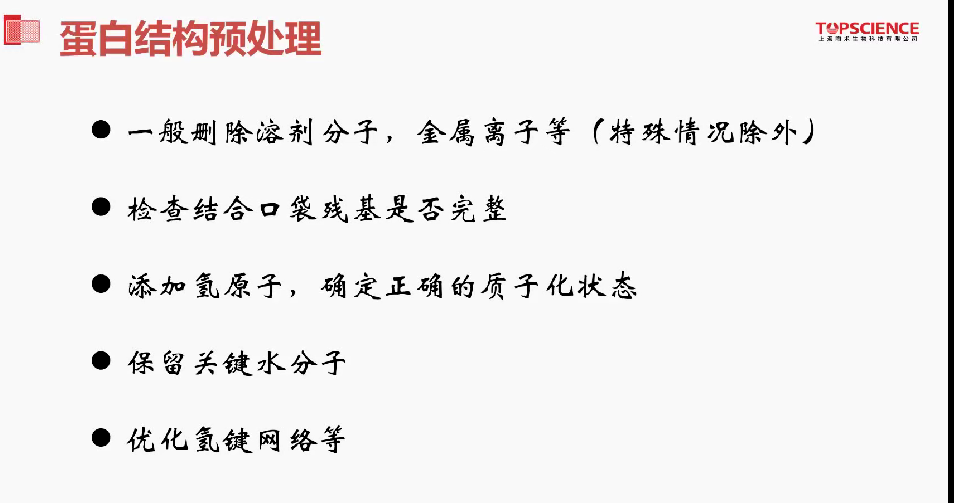 蛋白结构预处理
TOPSCIENCE
上海陶术生物科技有限公司
● 一般删除溶剂分子，金属离子等（特殊情况除外）
● 检查结合口袋残基是否完整
● 添加氢原子，确定正确的质子化状态
● 保留关键水分子
● 优化氢键网络等